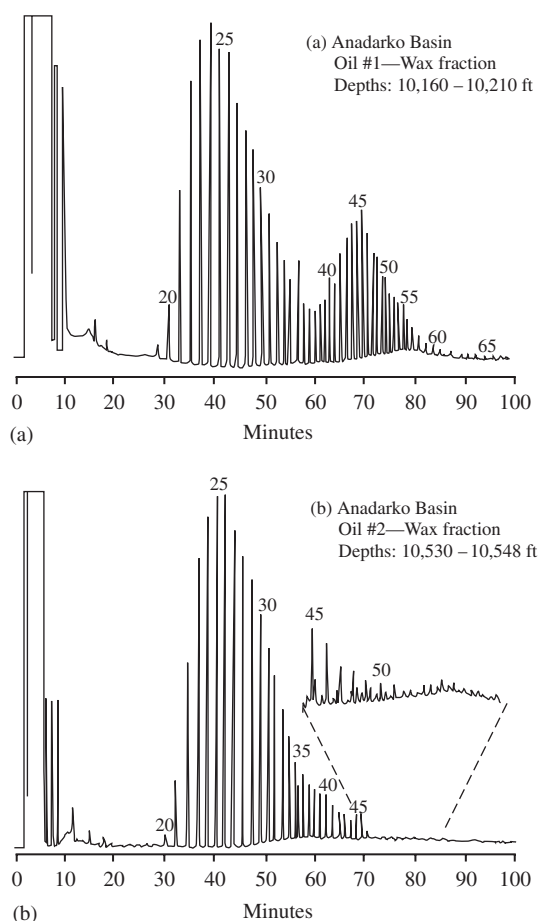 25
(a) Anadarko Basin
Oil #1—Wax fraction
Depths: 10,160 – 10,210 ft
30
45
40
50
20
55
60
65
0 10 20 30 40 50 60 70 80 90 100
(a)
Minutes
25
(b) Anadarko Basin
Oil #2—Wax fraction
Depths: 10,530 – 10,548 ft
30
45
50
35
40
45
20
0 10 20 30 40 50 60 70 80 90 100
(b)
Minutes